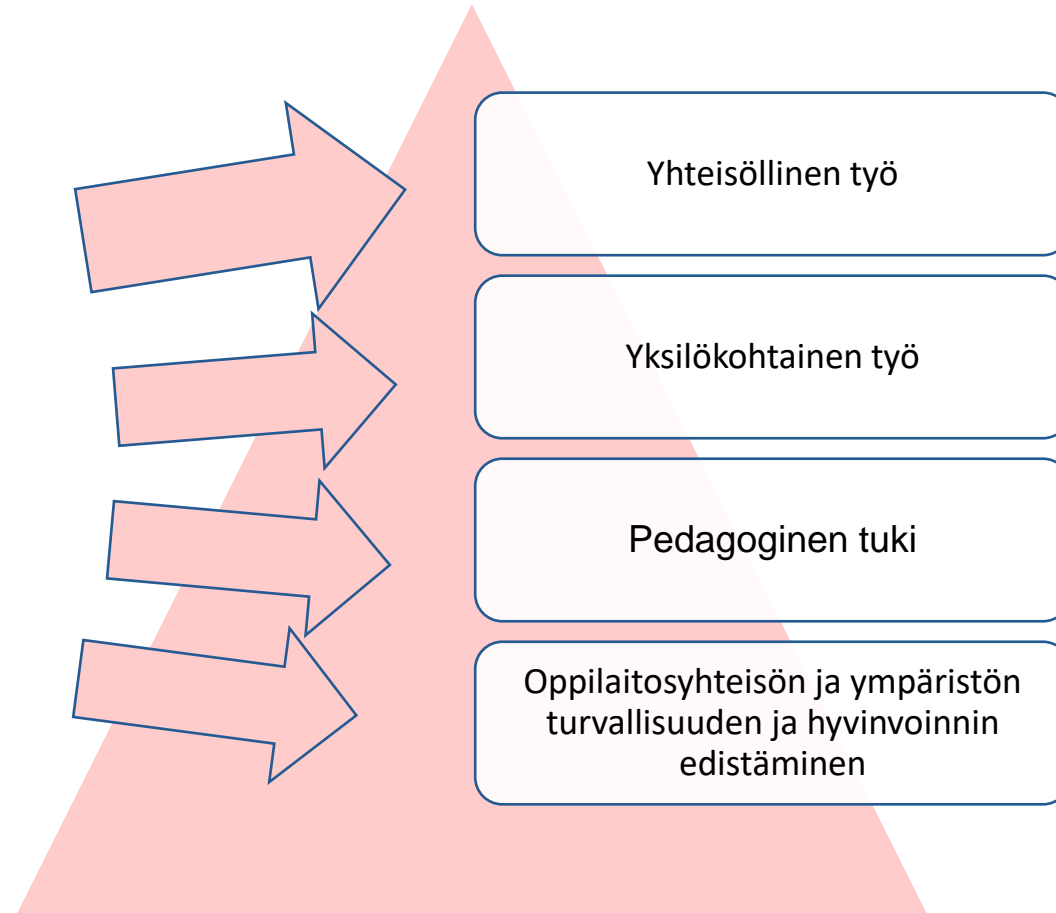 Yhteisöllinen työ
Yksilökohtainen työ
Pedagoginen tuki
Oppilaitosyhteisön ja ympäristön
turvallisuuden ja hyvinvoinnin
edistäminen